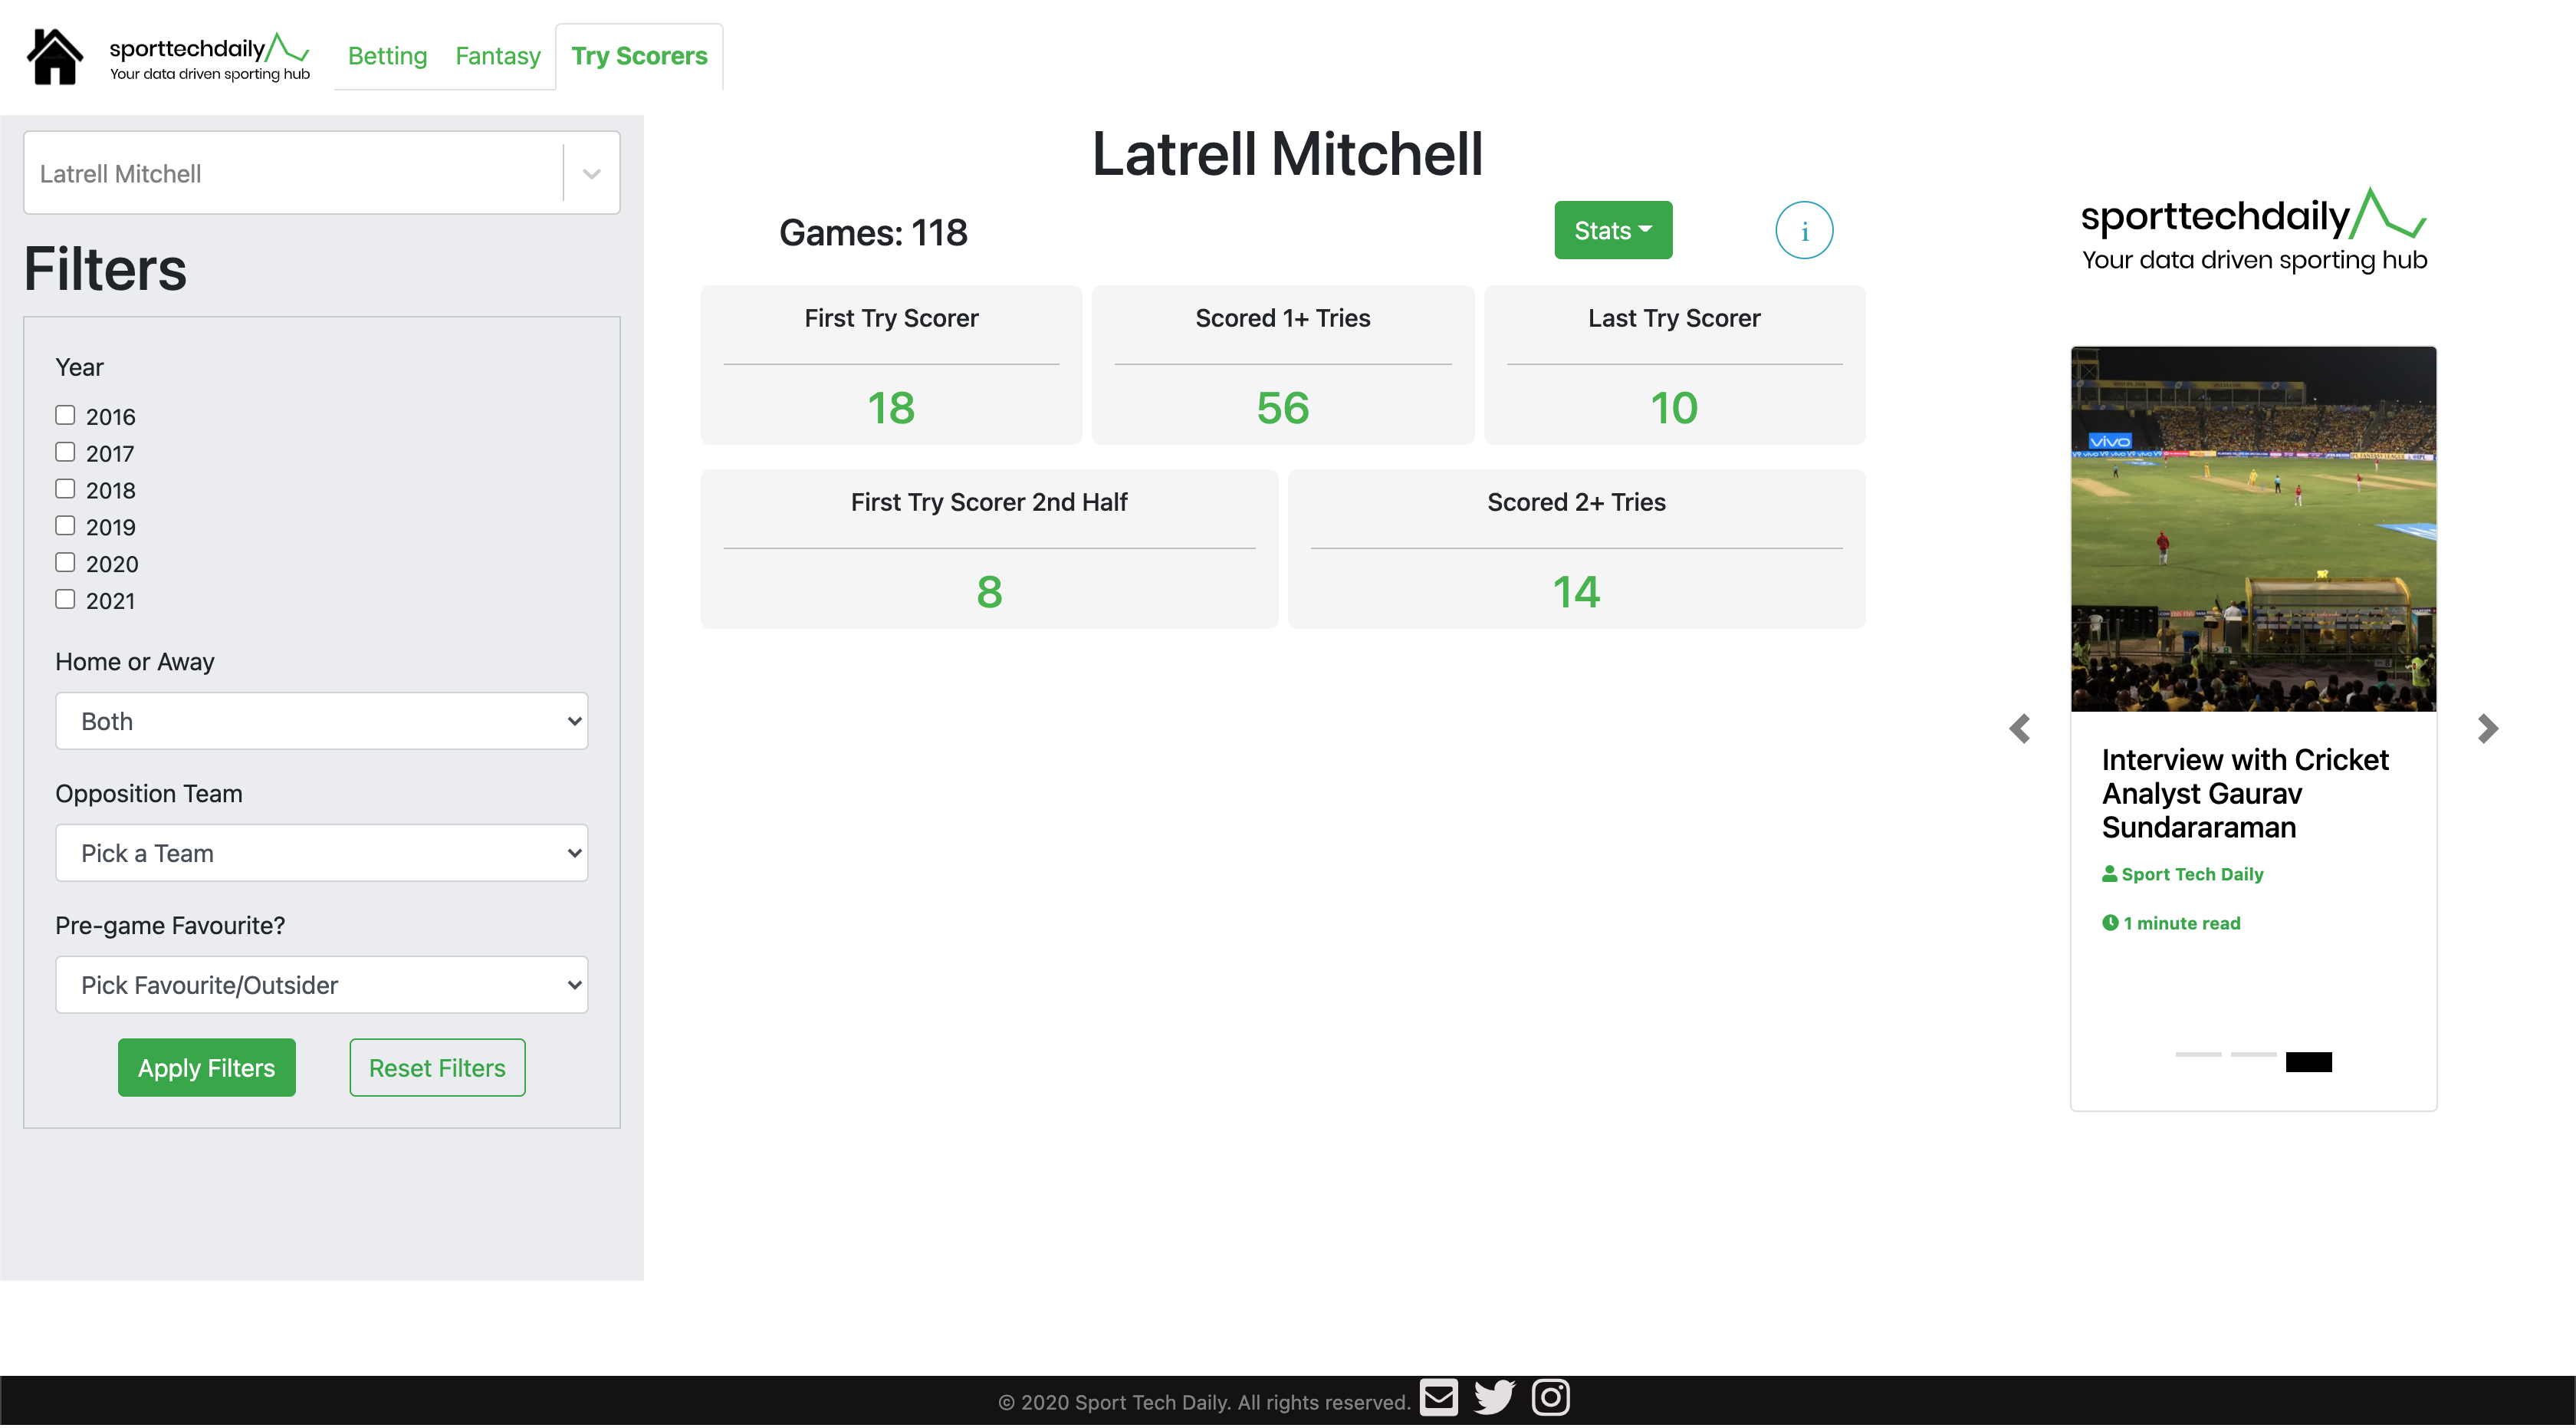 sporttechdaily
Your data driven sporting hub
Betting
Fantasy
Try Scorers
Latrell Mitchell
Filters
Year
2016
2017
2018
2019
2020
2021
Home or Away
Both
Opposition Team
Pick a Team
Pre-game Favourite?
Pick Favourite/Outsider
Apply Filters
Reset Filters
Latrell Mitchell
Games: 118
Stats
i
First Try Scorer
18
Scored 1+ Tries
56
Last Try Scorer
10
First Try Scorer 2nd Half
8
Scored 2+ Tries
14
sporttechdaily
Your data driven sporting hub
vivo
Interview with Cricket
Analyst Gaurav
Sundararaman
Sport Tech Daily
1 minute read
© 2020 Sport Tech Daily. All rights reserved.